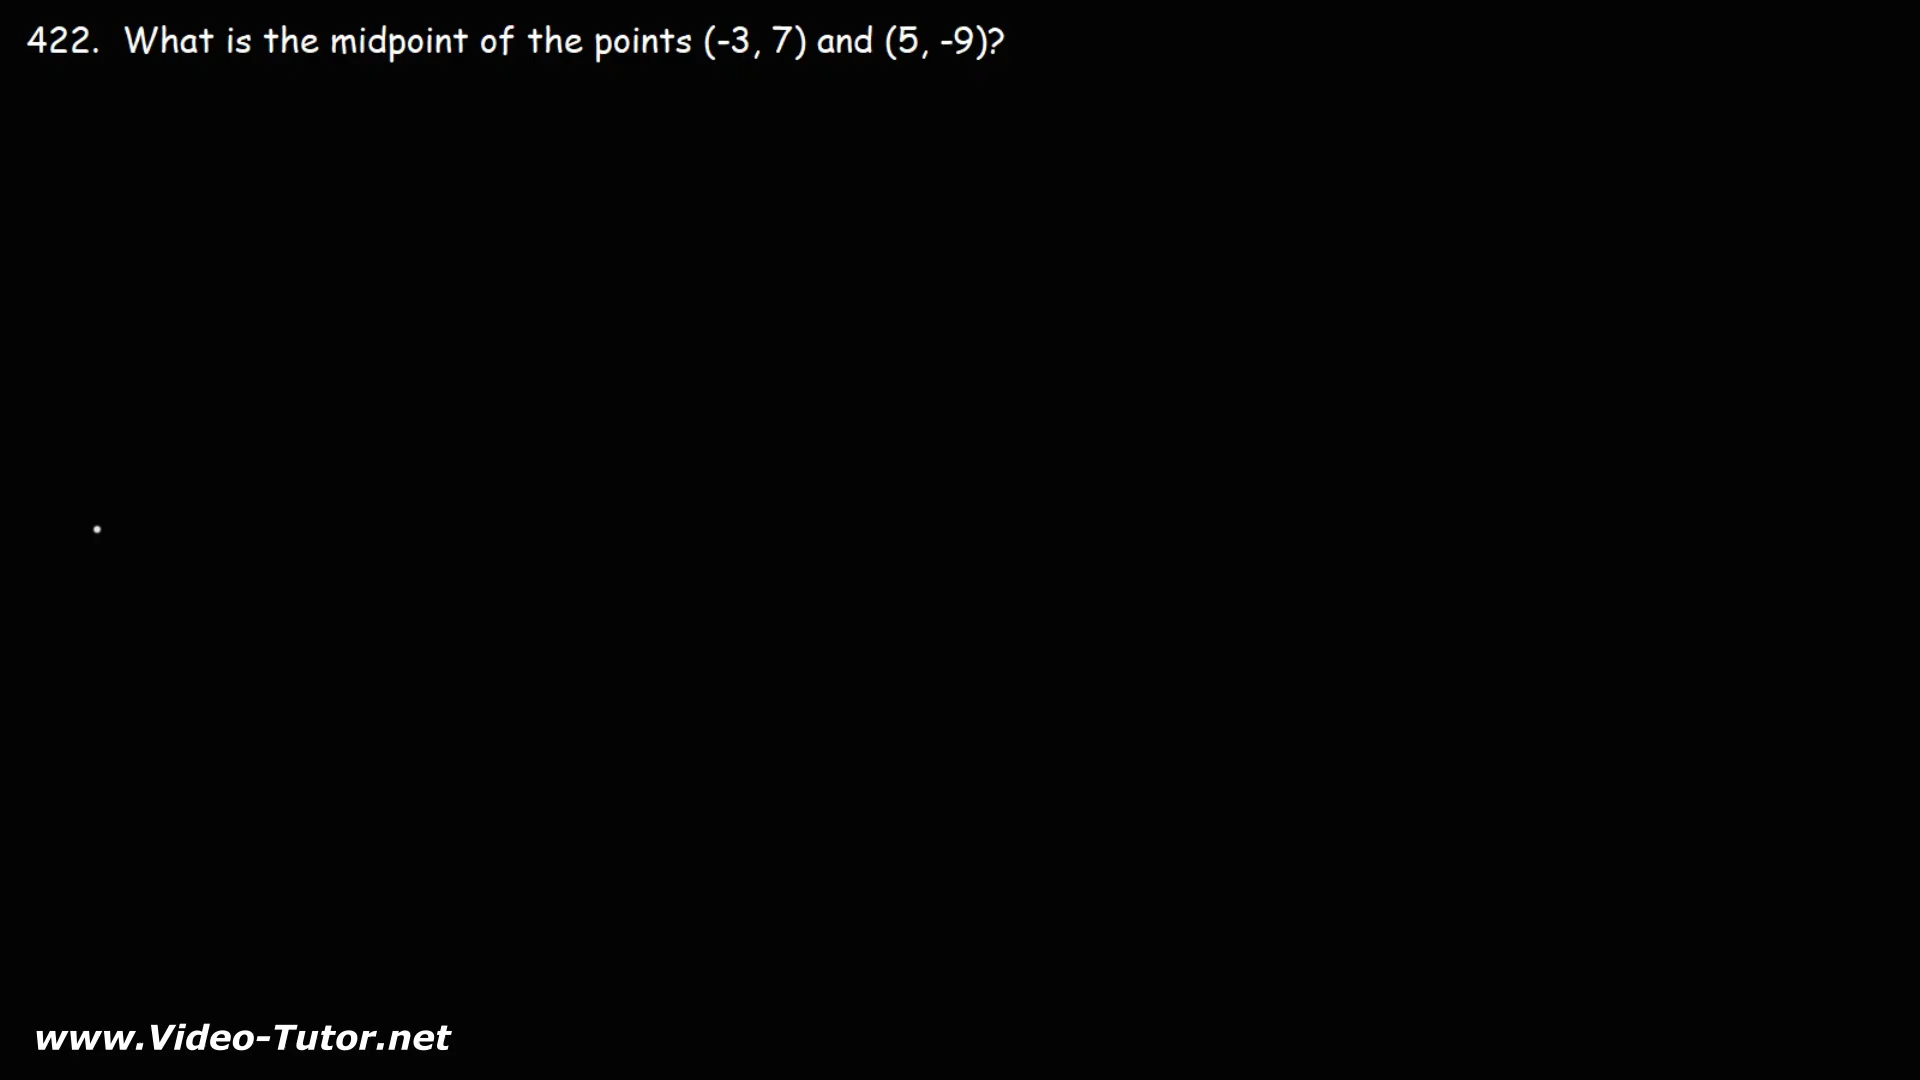 422. What is the midpoint of the points (-3, 7) and (5, -9)?
www.Video-Tutor.net